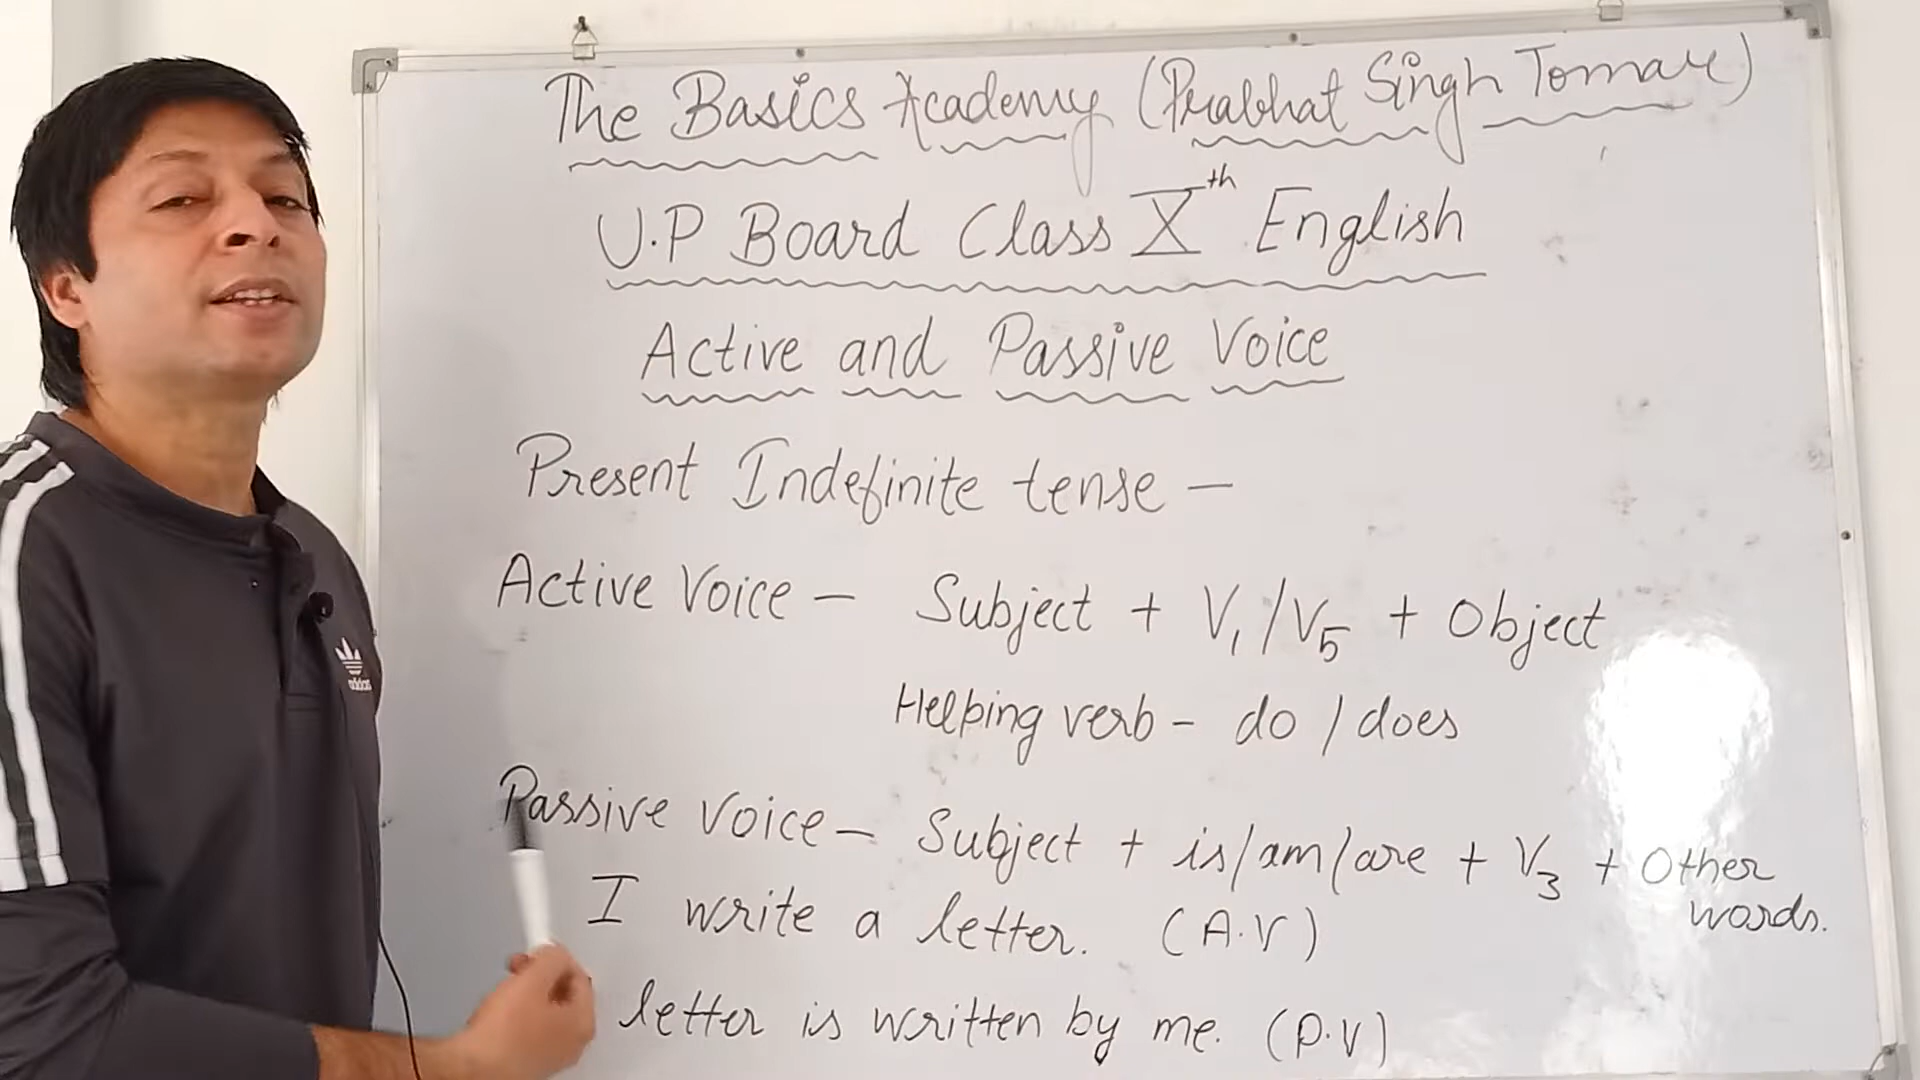 The Basics Academy (Prabhat Singh Tomar)
U.P Board Class Xth English
Active and Passive Voice
Present Indefinite tense –
Active Voice – Subject + V1/V5 + Object
Helping verb – do / does
Passive Voice – Subject + is/am/are + V3 + Other words.
I write a letter. (A.V)
letter is written by me. (P.V)
adidas